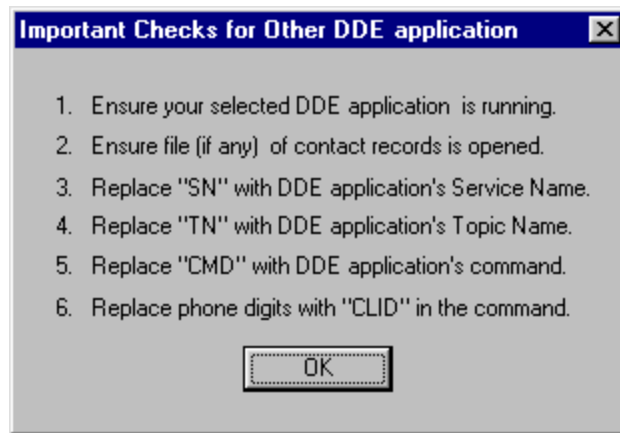 Important Checks for Other DDE application
1. Ensure your selected DDE application is running.
2. Ensure file (if any) of contact records is opened.
3. Replace "SN" with DDE application's Service Name.
4. Replace "TN" with DDE application's Topic Name.
5. Replace "CMD" with DDE application's command.
6. Replace phone digits with "CLID" in the command.
OK